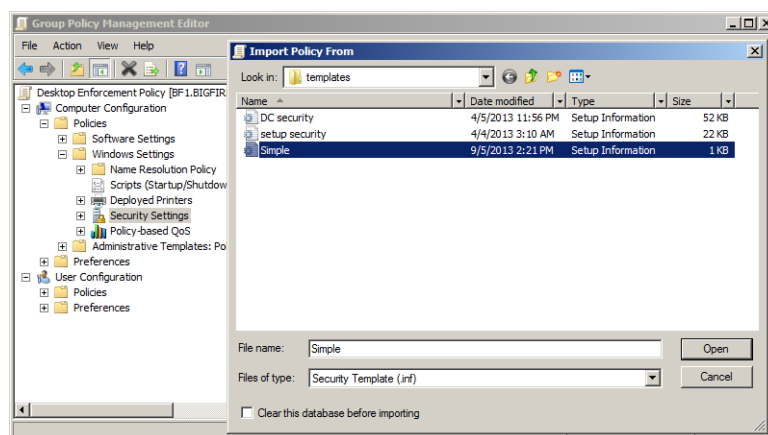 Group Policy Management Editor
File Action View Help
Desktop Enforcement Policy [BF1.BIGFIR
Computer Configuration
Policies
Software Settings
Windows Settings
Name Resolution Policy
Scripts (Startup/Shutdow
Deployed Printers
Security Settings
Policy-based QoS
Administrative Templates: Po
Preferences
User Configuration
Policies
Preferences
Import Policy From
Look in: templates
Name Date modified Type Size
DC security 4/5/2013 11:56 PM Setup Information 52 KB
setup security 4/4/2013 3:10 AM Setup Information 22 KB
Simple 9/5/2013 2:21 PM Setup Information 1 KB
File name: Simple Open
Files of type: Security Template (.inf) Cancel
Clear this database before importing